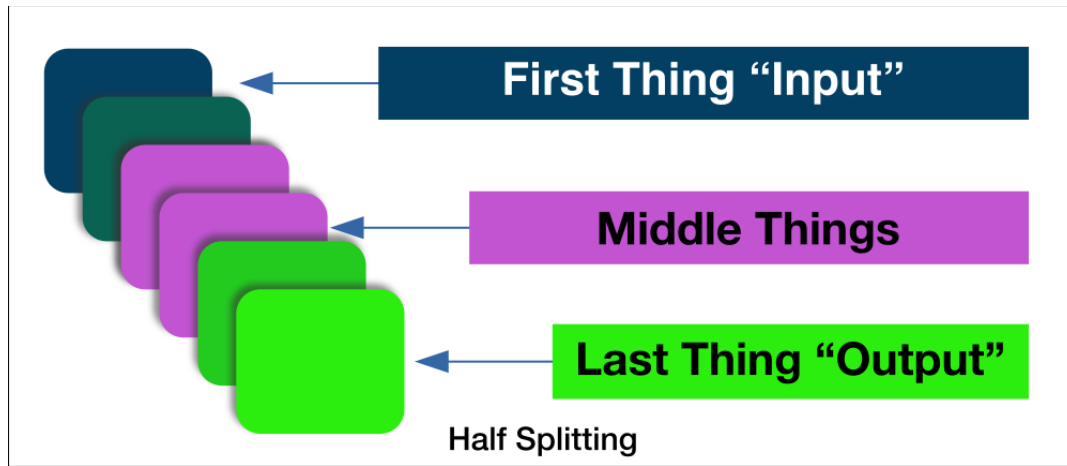 First Thing “Input”
Middle Things
Last Thing “Output”
Half Splitting